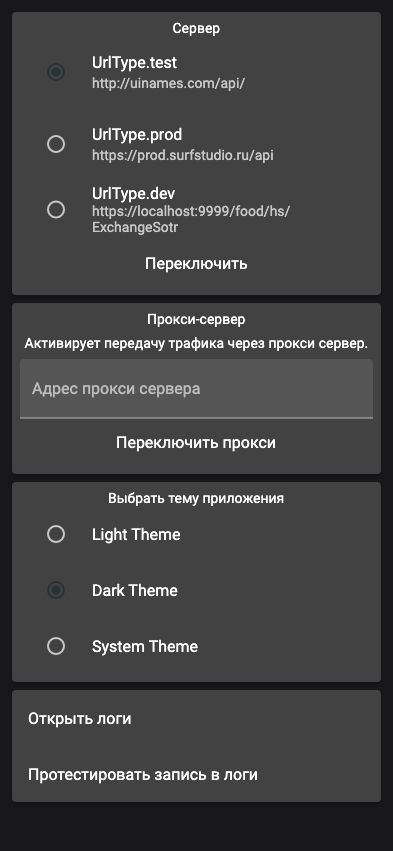 Сервер
UrlType.test
http://uinames.com/api/
UrlType.prod
https://prod.surfstudio.ru/api
UrlType.dev
https://localhost:9999/food/hs/
ExchangeSotr
Переключить
Прокси-сервер
Активирует передачу трафика через прокси сервер.
Адрес прокси сервера
Переключить прокси
Выбрать тему приложения
Light Theme
Dark Theme
System Theme
Открыть логи
Протестировать запись в логи